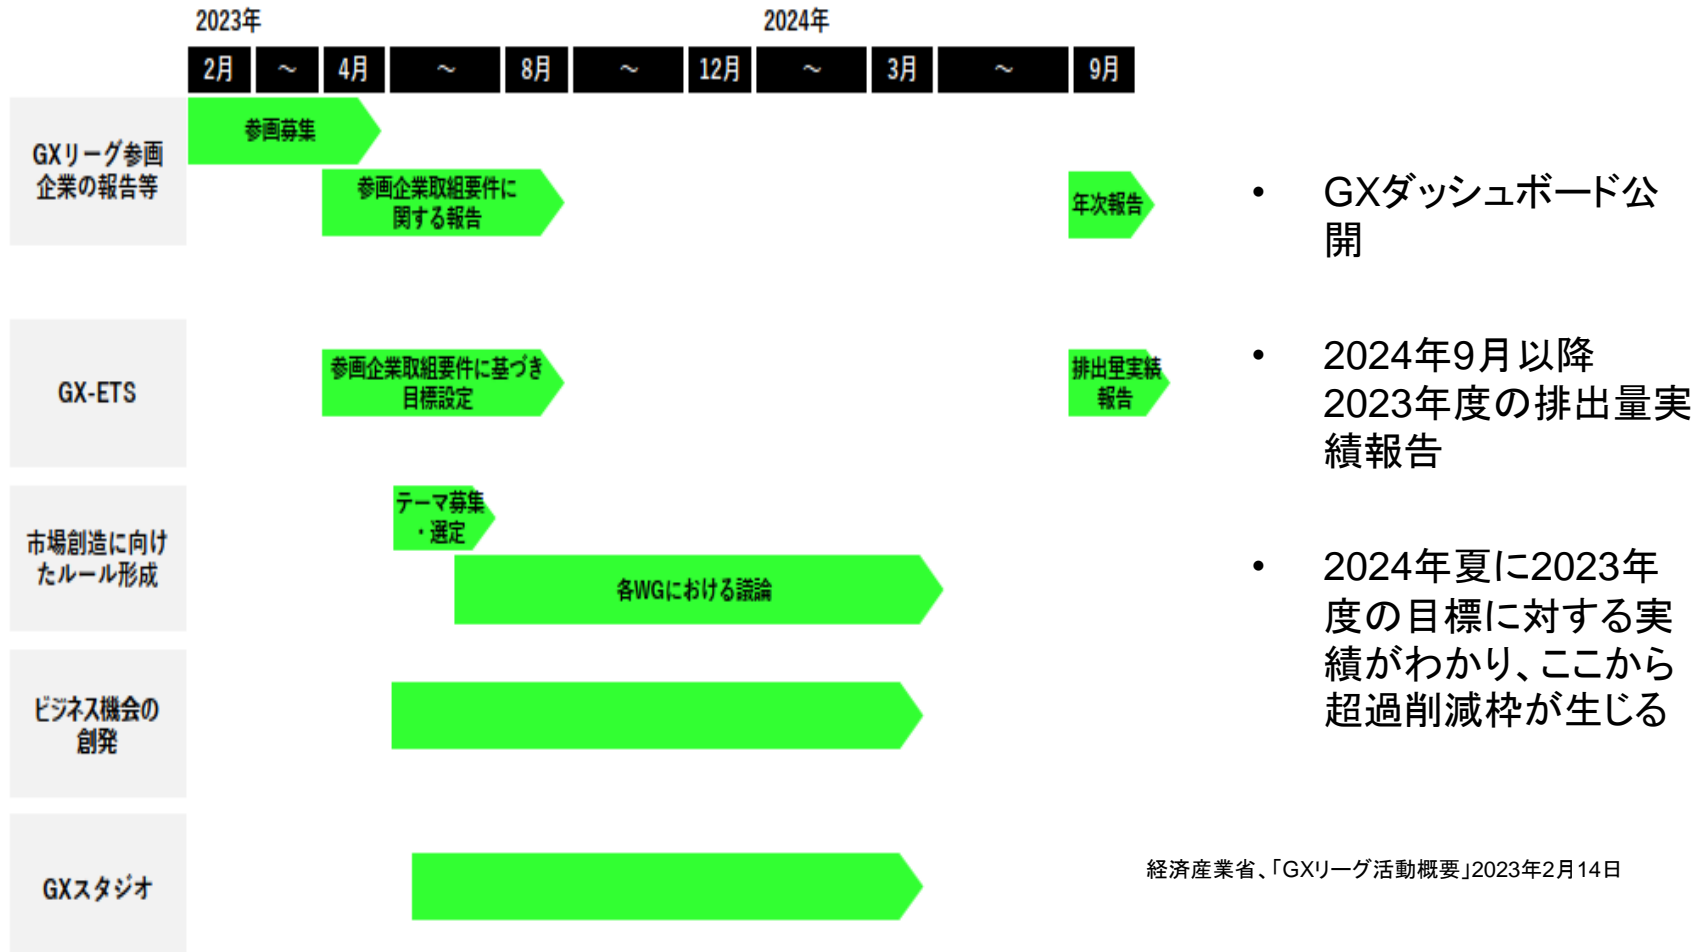 2023年
2024年
2月 ～ 4月 ～ 8月 ～ 12月 ～ 3月 ～ 9月
GXリーグ参画
企業の報告等
参画募集
参画企業取組要件に
関する報告
年次報告
GX-ETS
参画企業取組要件に基づき
目標設定
排出量実績
報告
市場創造に向け
たルール形成
テーマ募集
・選定
各WGにおける議論
ビジネス機会の
創発
GXスタジオ
• GXダッシュボード公
開
• 2024年9月以降
2023年度の排出量実
績報告
• 2024年夏に2023年
度の目標に対する実
績がわかり、ここから
超過削減枠が生じる
経済産業省、「GXリーグ活動概要」2023年2月14日